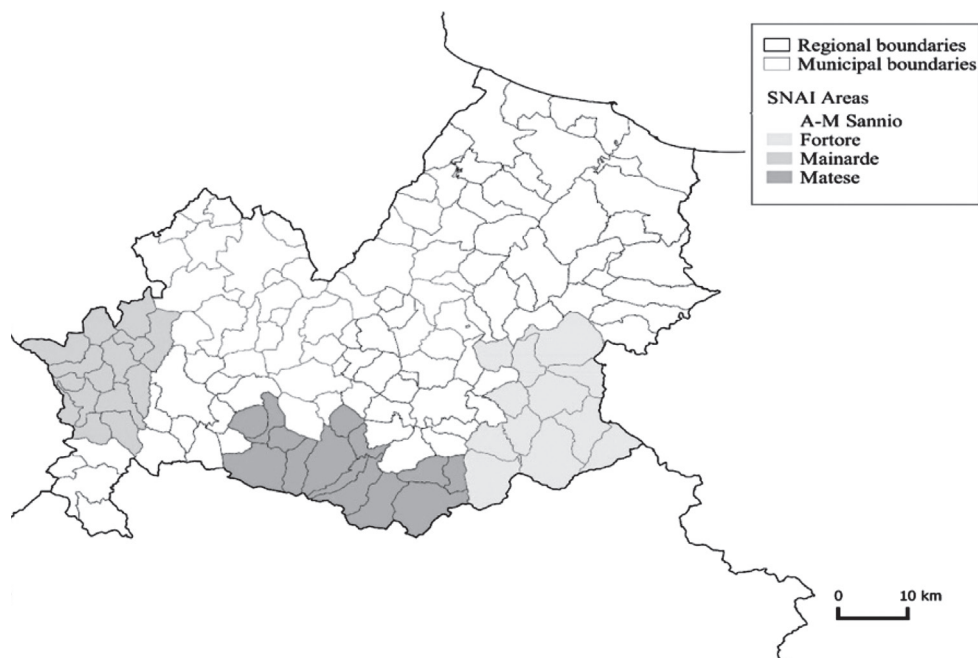 Regional boundaries
Municipal boundaries
SNAI Areas
A-M Sannio
Fortore
Mainarde
Matese
0 10 km